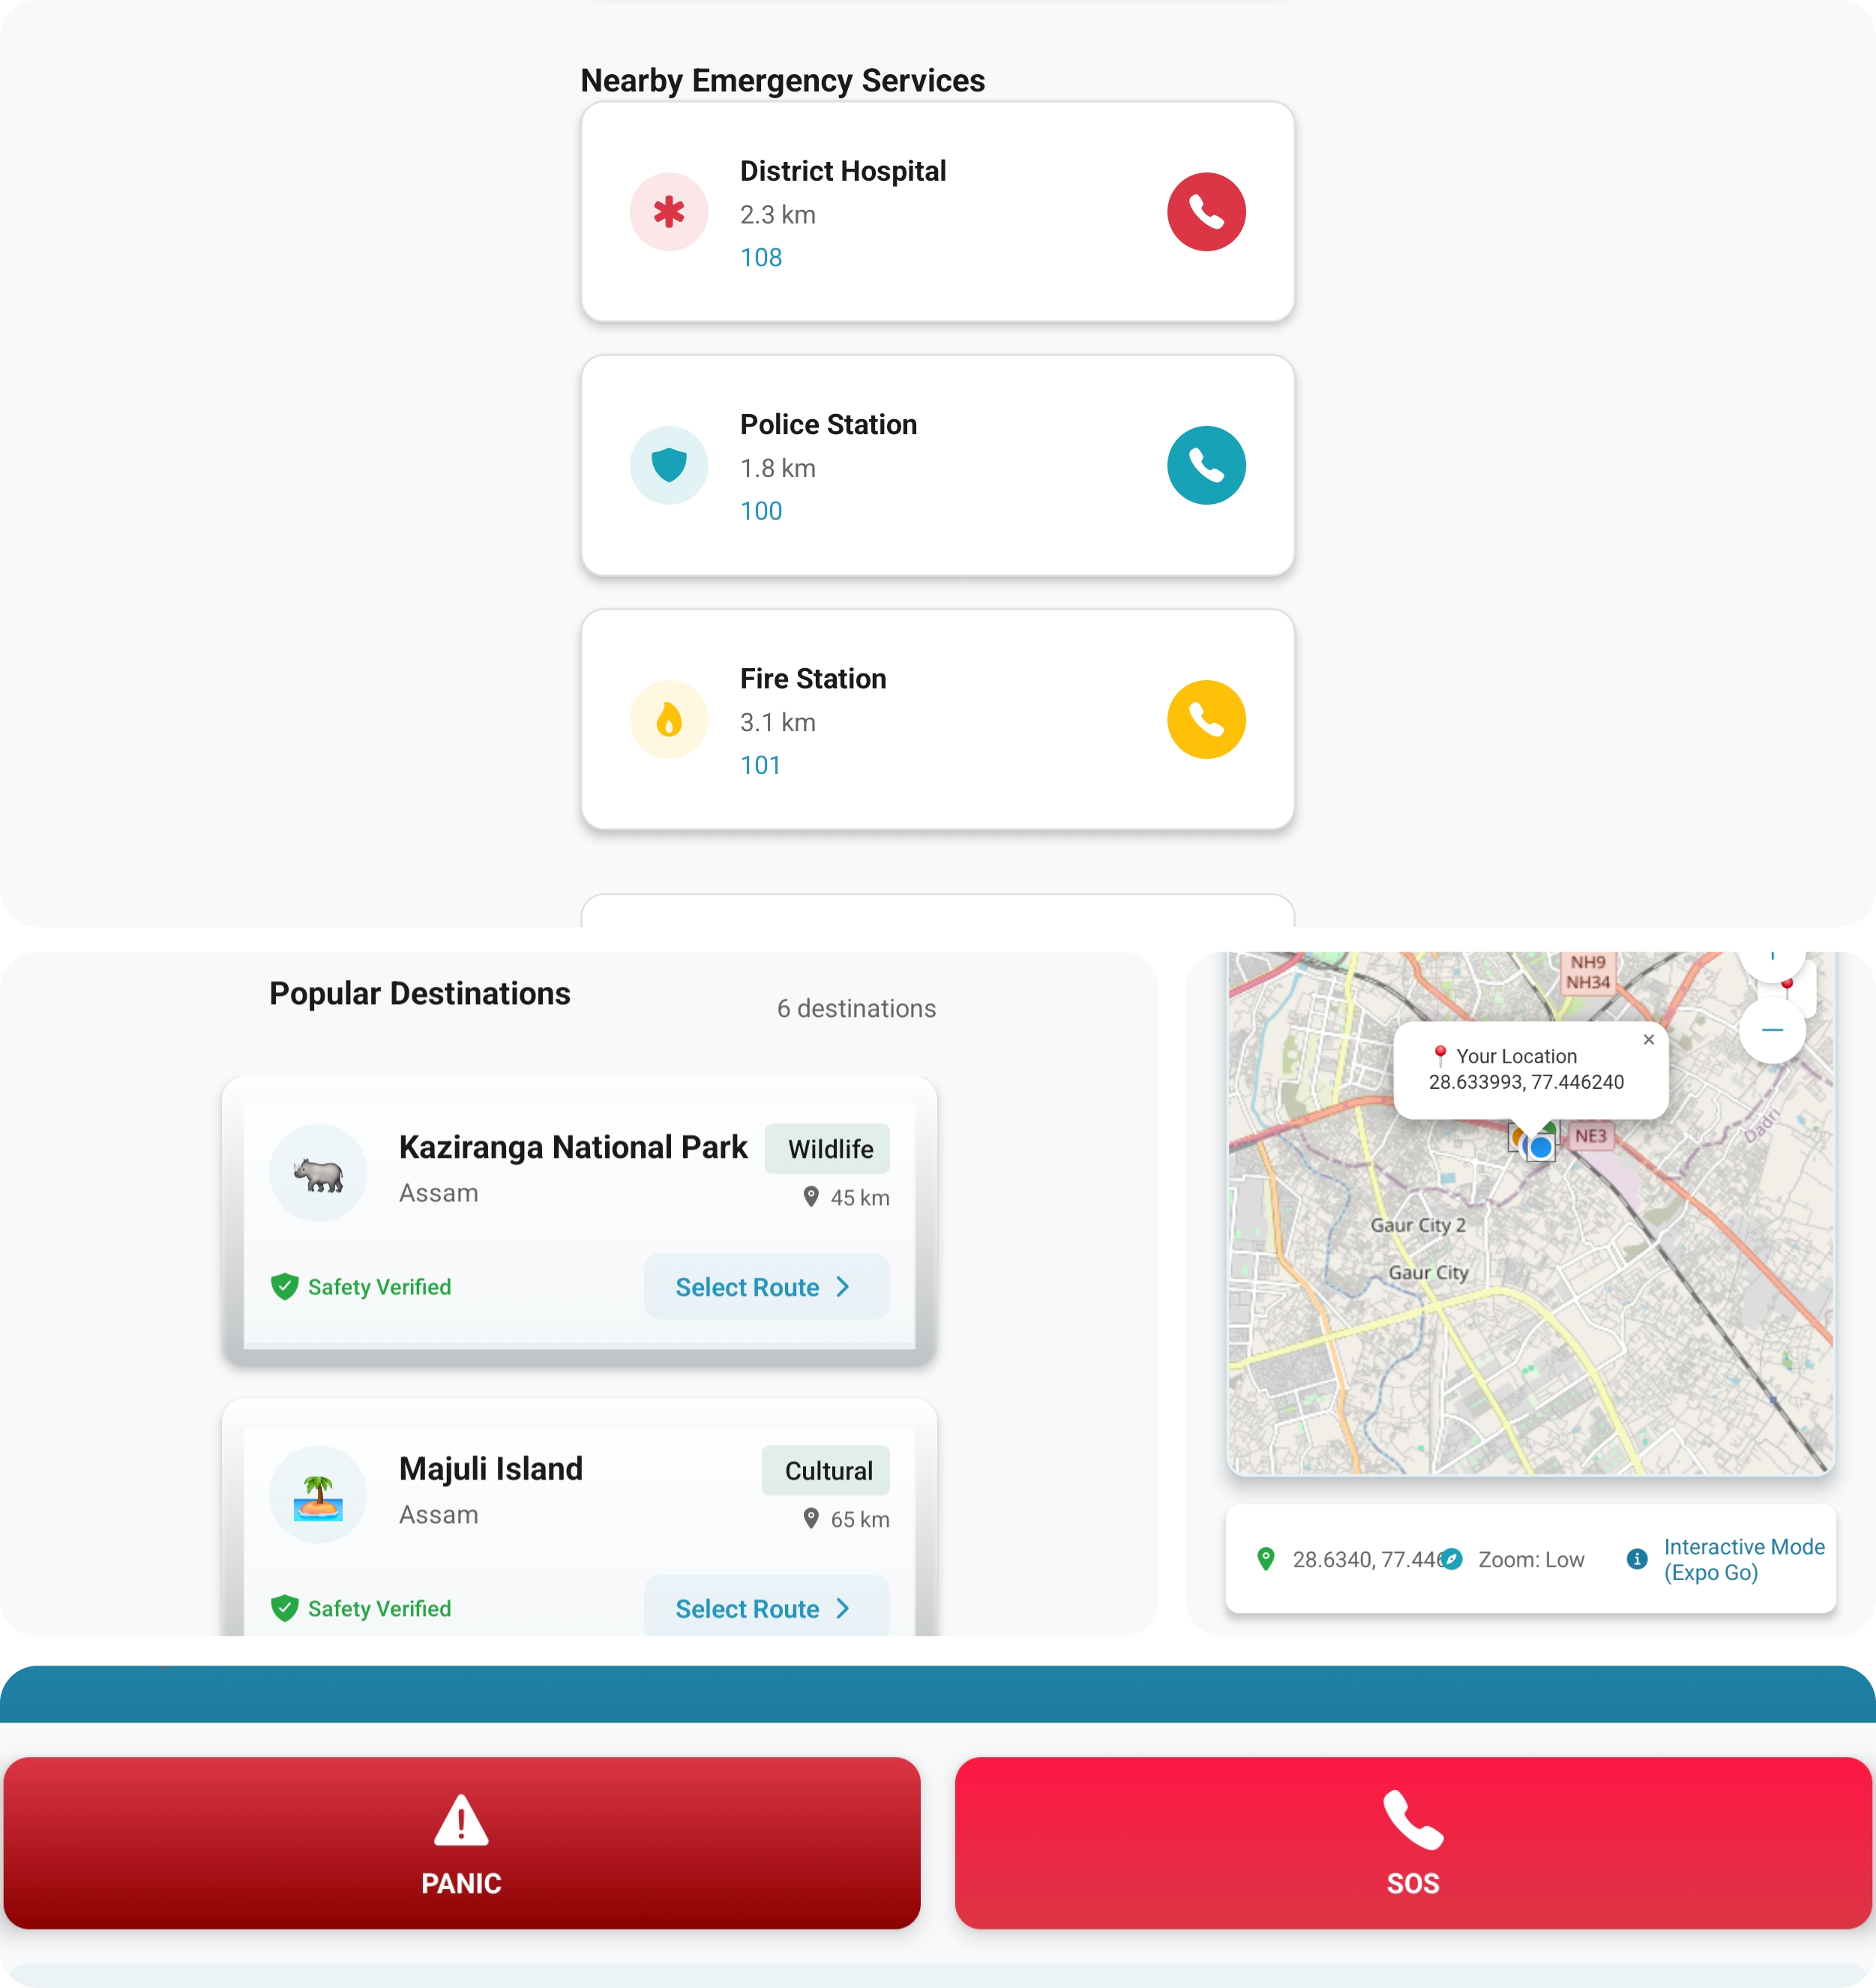 Nearby Emergency Services
District Hospital
2.3 km
108
Police Station
1.8 km
100
Fire Station
3.1 km
101
Popular Destinations
6 destinations
Kaziranga National Park
Wildlife
Assam
45 km
Safety Verified
Select Route
Majuli Island
Cultural
Assam
65 km
Safety Verified
Select Route
NH9
NH34
Your Location
28.633993, 77.446240
NE3
Dadri
Gaur City 2
Gaur City
28.6340, 77.446
Zoom: Low
Interactive Mode
(Expo Go)
PANIC
SOS